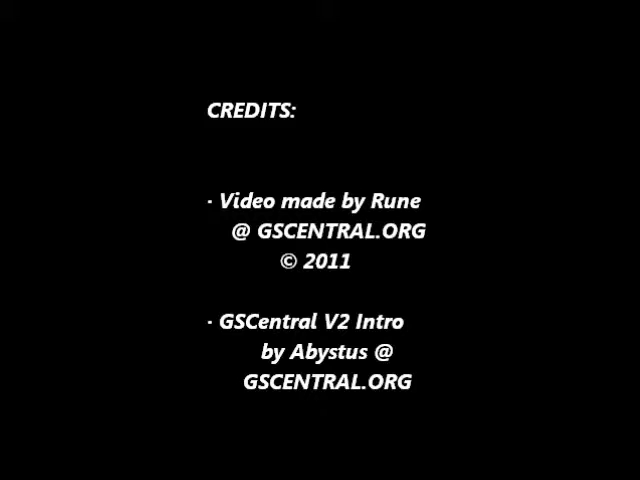 CREDITS:
· Video made by Rune
@ GSCENTRAL.ORG
© 2011
· GSCentral V2 Intro
by Abystus @
GSCENTRAL.ORG